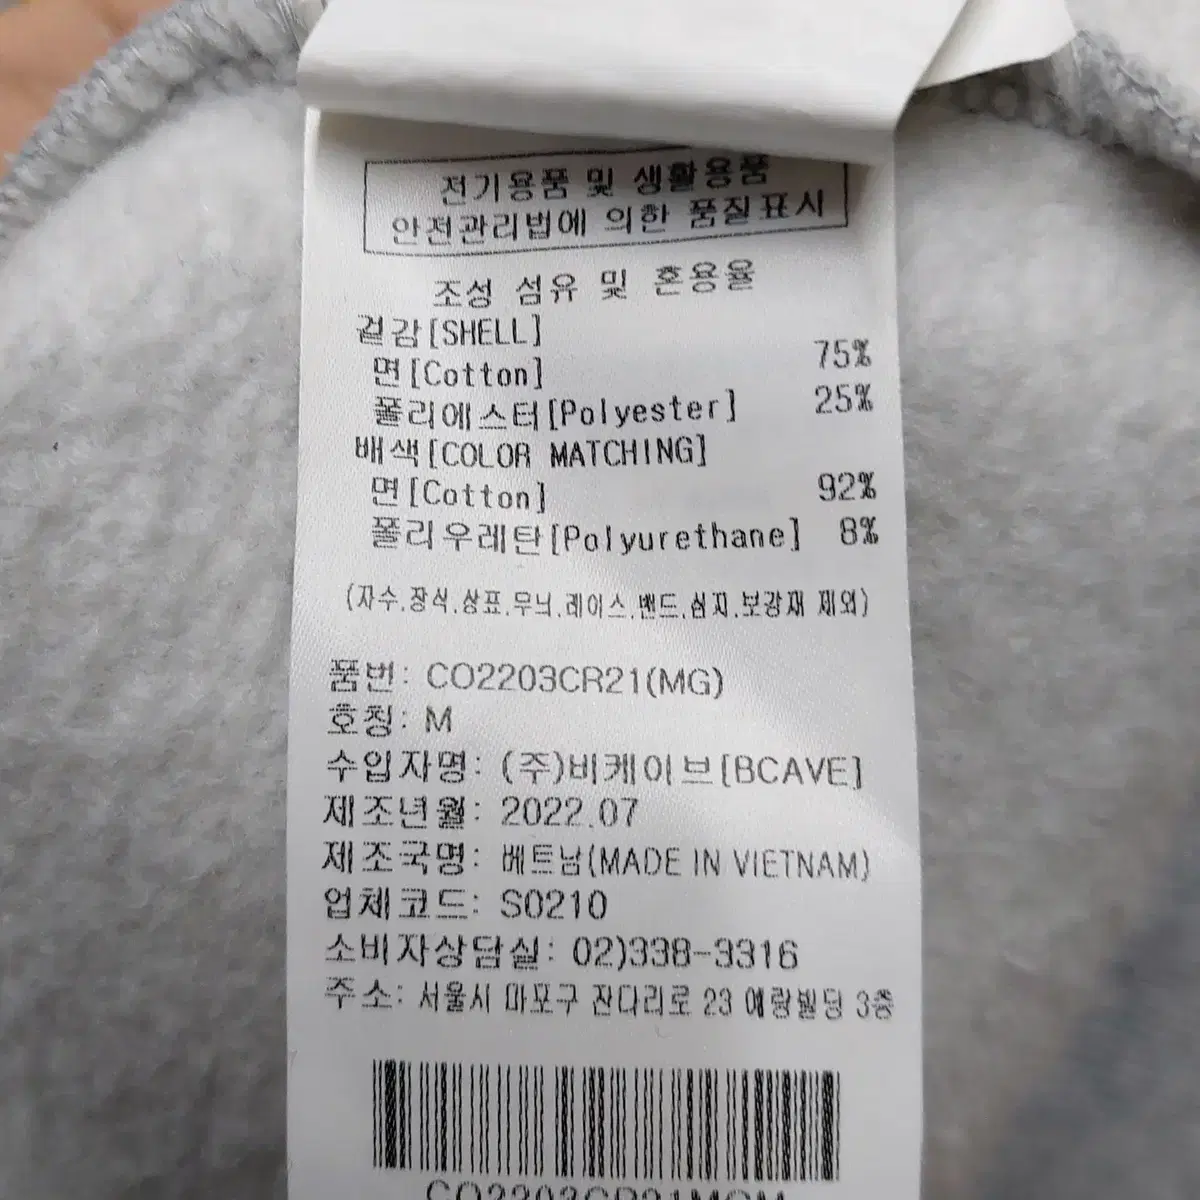 전기용품 및 생활용품
안전관리법에 의한 품질표시
조성 섬유 및 혼용율
겉감[SHELL]
면[Cotton] 75%
폴리에스터[Polyester] 25%
배색[COLOR MATCHING]
면[Cotton] 92%
폴리우레탄[Polyurethane] 8%
(자수.장식.상표.무늬.레이스.밴드.심지.보강재 제외)
품번: CO2203CR21(MG)
호칭: M
수입자명: (주)비케이브[BCAVE]
제조년월: 2022.07
제조국명: 베트남(MADE IN VIETNAM)
업체코드: S0210
소비자상담실: 02)338-3316
주소: 서울시 마포구 잔다리로 23 예랑빌딩 3층
CO2203CR21MGM